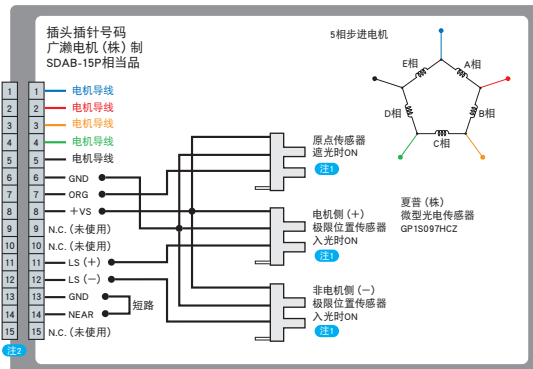 插头插针号码
广濑电机(株)制
SDAB-15P相当品
5相步进电机
E相
A相
D相
B相
C相
1 1 电机导线
2 2 电机导线
3 3 电机导线
4 4 电机导线
5 5 电机导线
6 6 GND
7 7 ORG
8 8 +VS
9 9 N.C.(未使用)
10 10 N.C.(未使用)
11 11 LS(+)
12 12 LS(-)
13 13 GND
14 14 NEAR
短路
15 15 N.C.(未使用)
注2
原点传感器
遮光时ON
注1
电机侧(+)
极限位置传感器
入光时ON
注1
非电机侧(-)
极限位置传感器
入光时ON
注1
夏普(株)
微型光电传感器
GP1S097HCZ